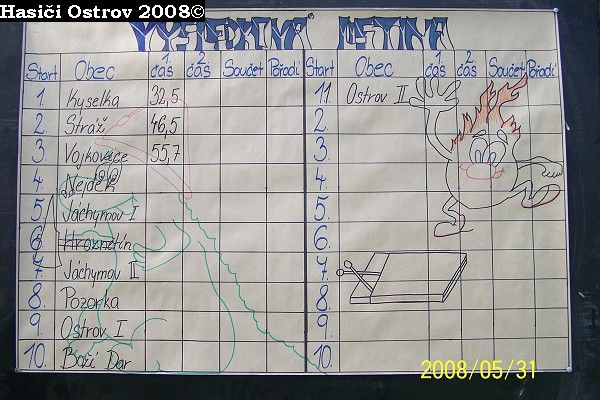 Hasiči Ostrov 2008©
VÝSLEDKOVÁ LISTINA
Start Obec 1. čas 2. čas Součet Pořadí Start Obec 1. čas 2. čas Součet Pořadí
1. Kyselka 32,5 11. Ostrov II
2. Stráž 46,5 2.
3. Vojkovice 55,7 3.
4. Nejdek 4.
5. Jáchymov I 5.
6. Hroznětín 6.
7. Jáchymov II 7.
8. Pozorka 8.
9. Ostrov I 9.
10. Boží Dar 10.
2008/05/31